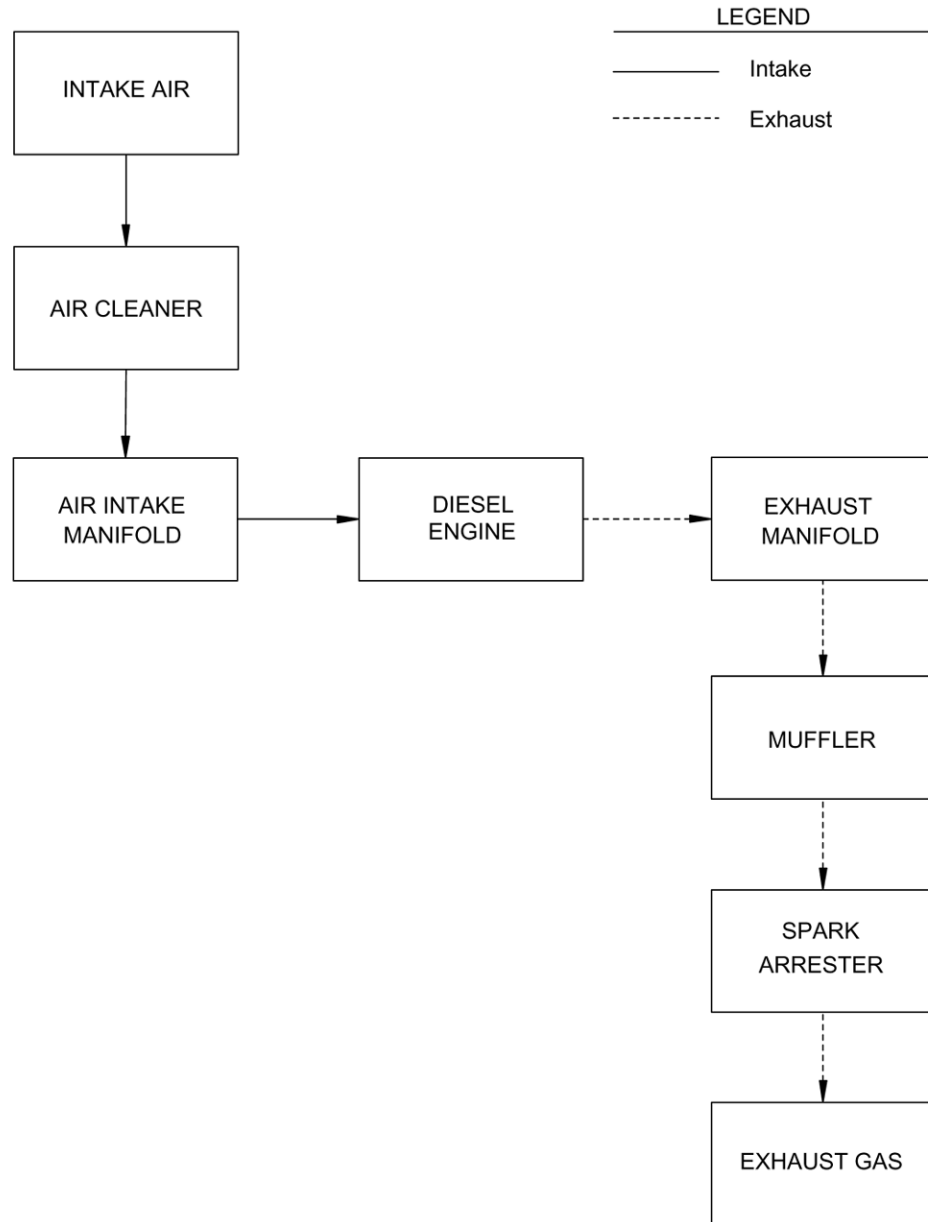 LEGEND
Intake
Exhaust
INTAKE AIR
AIR CLEANER
AIR INTAKE
MANIFOLD
DIESEL
ENGINE
EXHAUST
MANIFOLD
MUFFLER
SPARK
ARRESTER
EXHAUST GAS